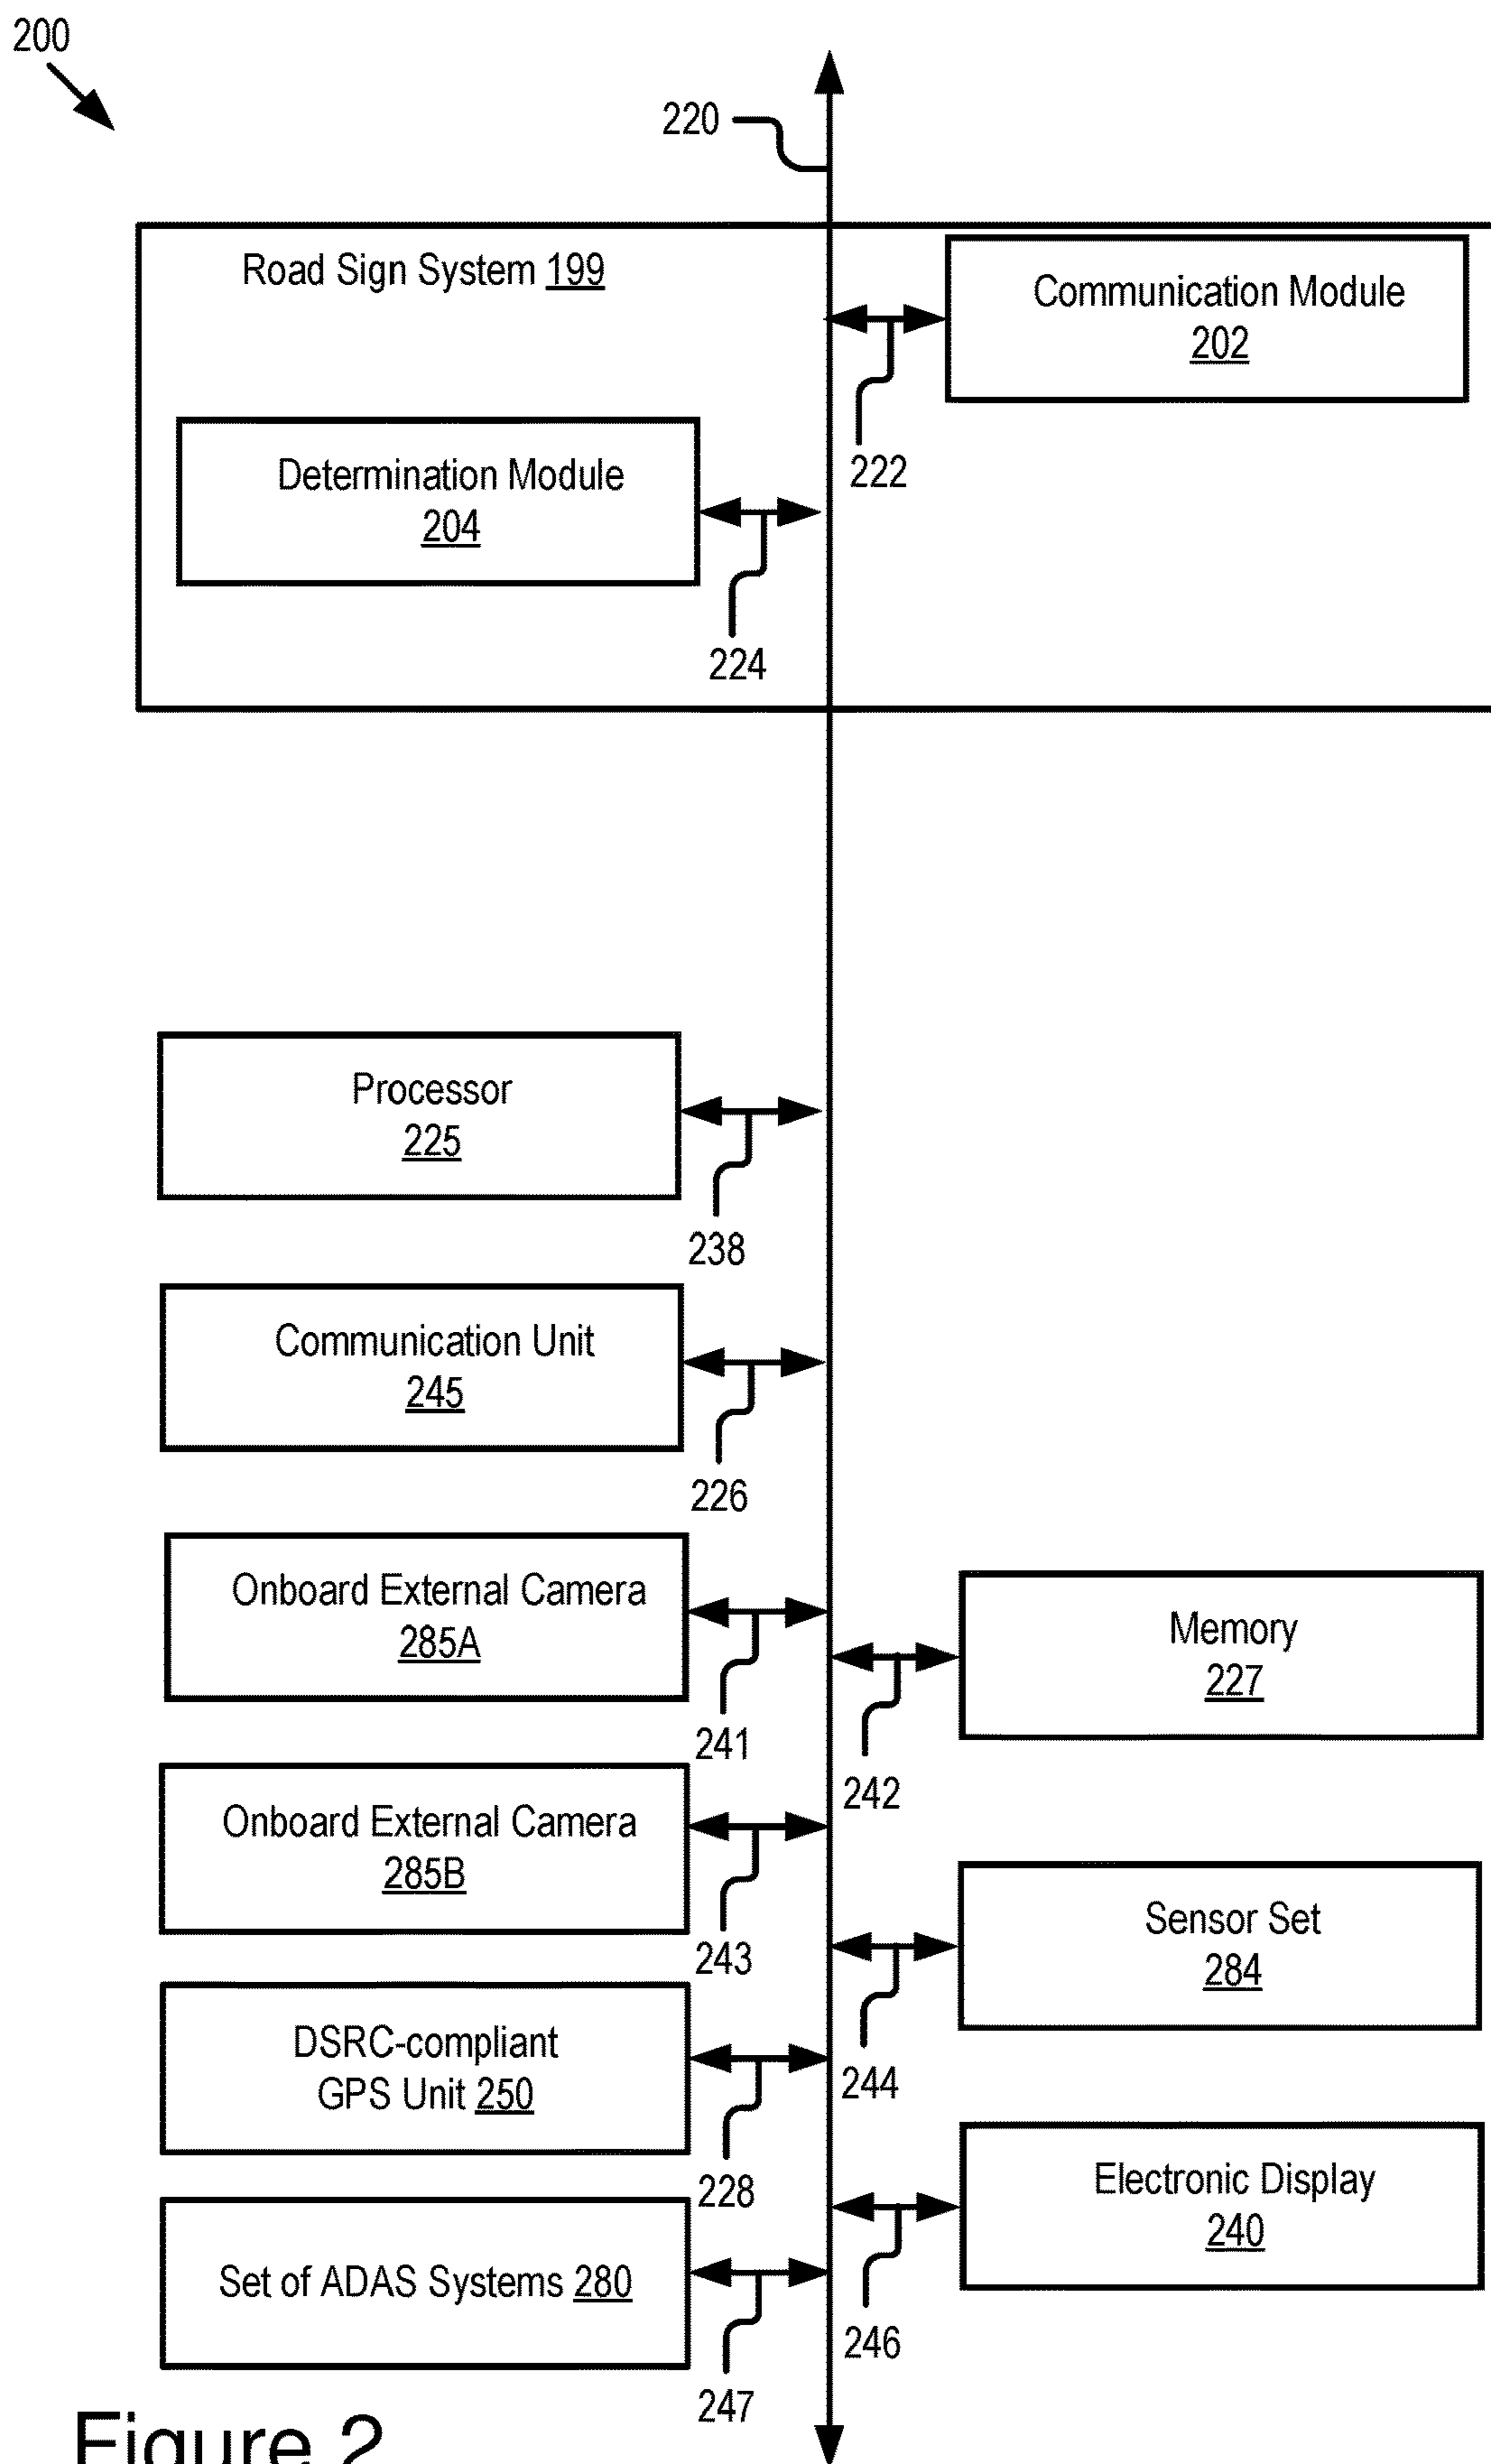 200
220
Road Sign System 199
Communication Module
202
222
Determination Module
204
224
Processor
225
238
Communication Unit
245
226
Onboard External Camera
285A
241
Memory
227
242
Onboard External Camera
285B
243
Sensor Set
284
244
DSRC-compliant
GPS Unit 250
228
Electronic Display
240
246
Set of ADAS Systems 280
247
Figure 2